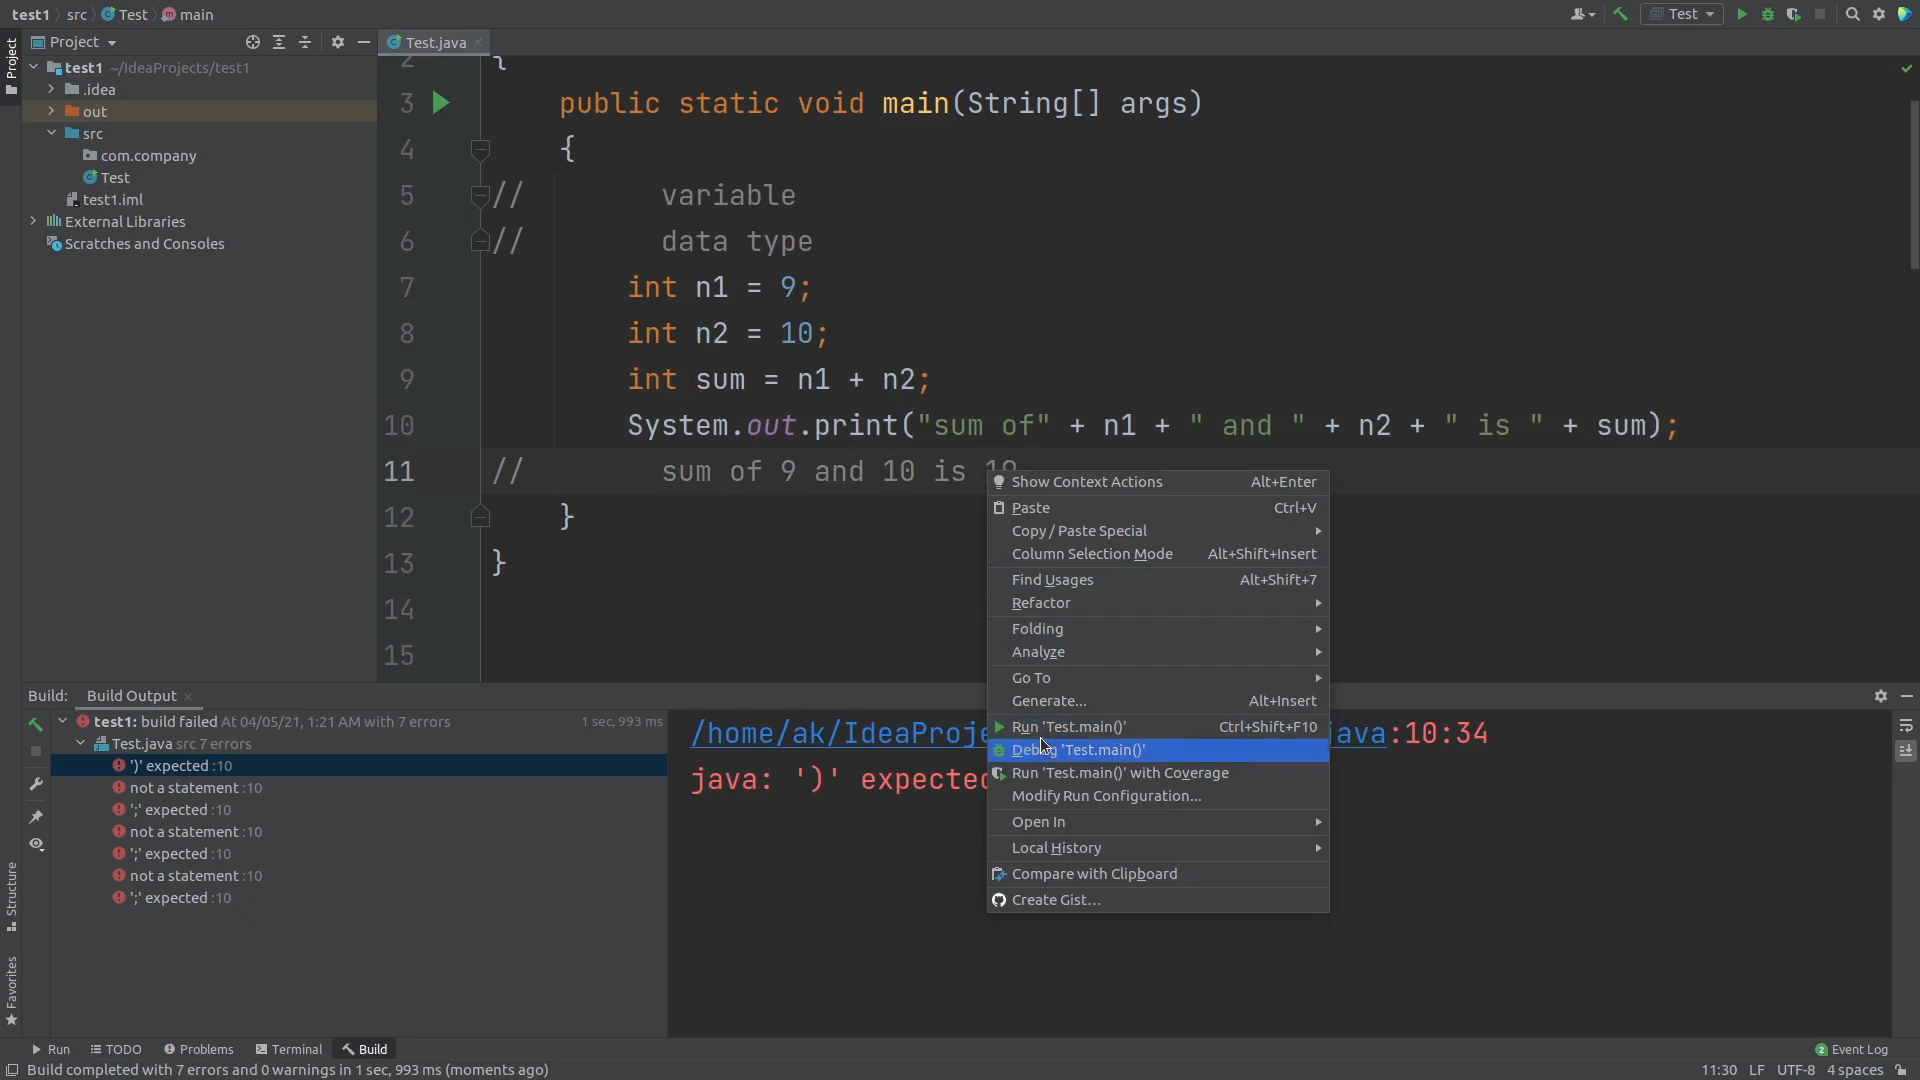 test1 src Test main
Test
Project
Project
Test.java
test1 ~/IdeaProjects/test1
.idea
out
src
com.company
Test
test1.iml
External Libraries
Scratches and Consoles
2 {
3 public static void main(String[] args)
4 {
5 // variable
6 // data type
7 int n1 = 9;
8 int n2 = 10;
9 int sum = n1 + n2;
10 System.out.print("sum of" + n1 + " and " + n2 + " is " + sum);
11 // sum of 9 and 10 is 19
12 }
13 }
14
15
Show Context Actions Alt+Enter
Paste Ctrl+V
Copy / Paste Special
Column Selection Mode Alt+Shift+Insert
Find Usages Alt+Shift+7
Refactor
Folding
Analyze
Go To
Generate... Alt+Insert
Run 'Test.main()' Ctrl+Shift+F10
Debug 'Test.main()'
Run 'Test.main()' with Coverage
Modify Run Configuration...
Open In
Local History
Compare with Clipboard
Create Gist...
Build: Build Output
test1: build failed At 04/05/21, 1:21 AM with 7 errors 1 sec, 993 ms
Test.java src 7 errors
')' expected :10
not a statement :10
';' expected :10
not a statement :10
';' expected :10
not a statement :10
';' expected :10
/home/ak/IdeaProje
ava:10:34
java: ')' expected
Structure
Favorites
Run TODO Problems Terminal Build
2 Event Log
Build completed with 7 errors and 0 warnings in 1 sec, 993 ms (moments ago)
11:30 LF UTF-8 4 spaces